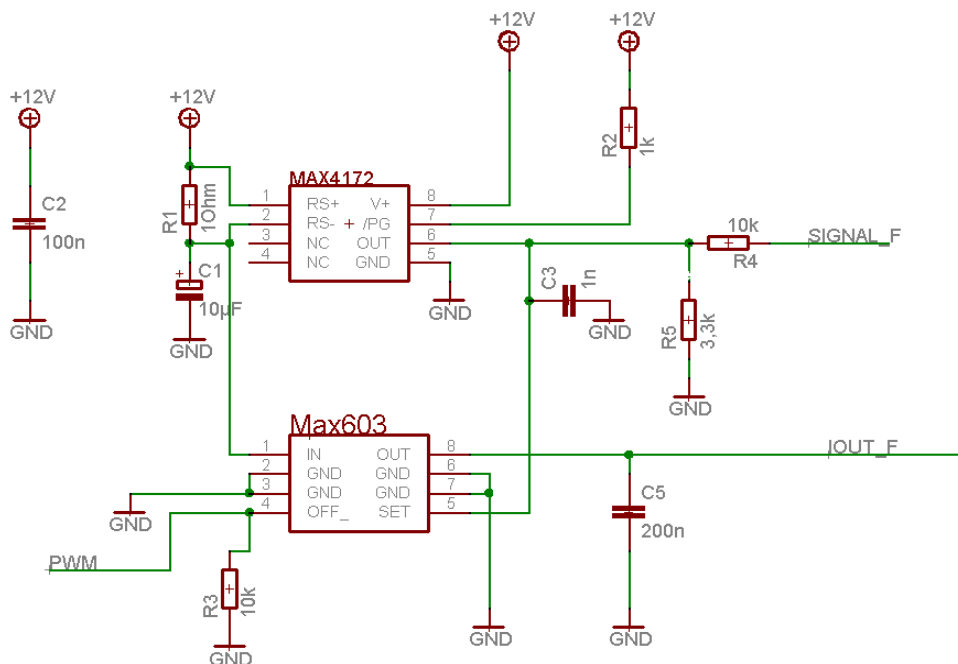 +12V
+12V
+12V
+12V
C2
100n
GND
R1
1Ohm
C1
+
10µF
GND
MAX4172
1
2
3
4
RS+
RS-
NC
NC
V+
/PG
OUT
GND
8
7
6
5
R2
1k
GND
C3
1n
GND
10k
R4
SIGNAL_F
R5
3,3k
GND
Max603
1
2
3
4
IN
GND
GND
OFF_
OUT
GND
GND
SET
8
6
7
5
GND
PWM
R3
10k
GND
GND
IOUT_F
C5
200n
GND